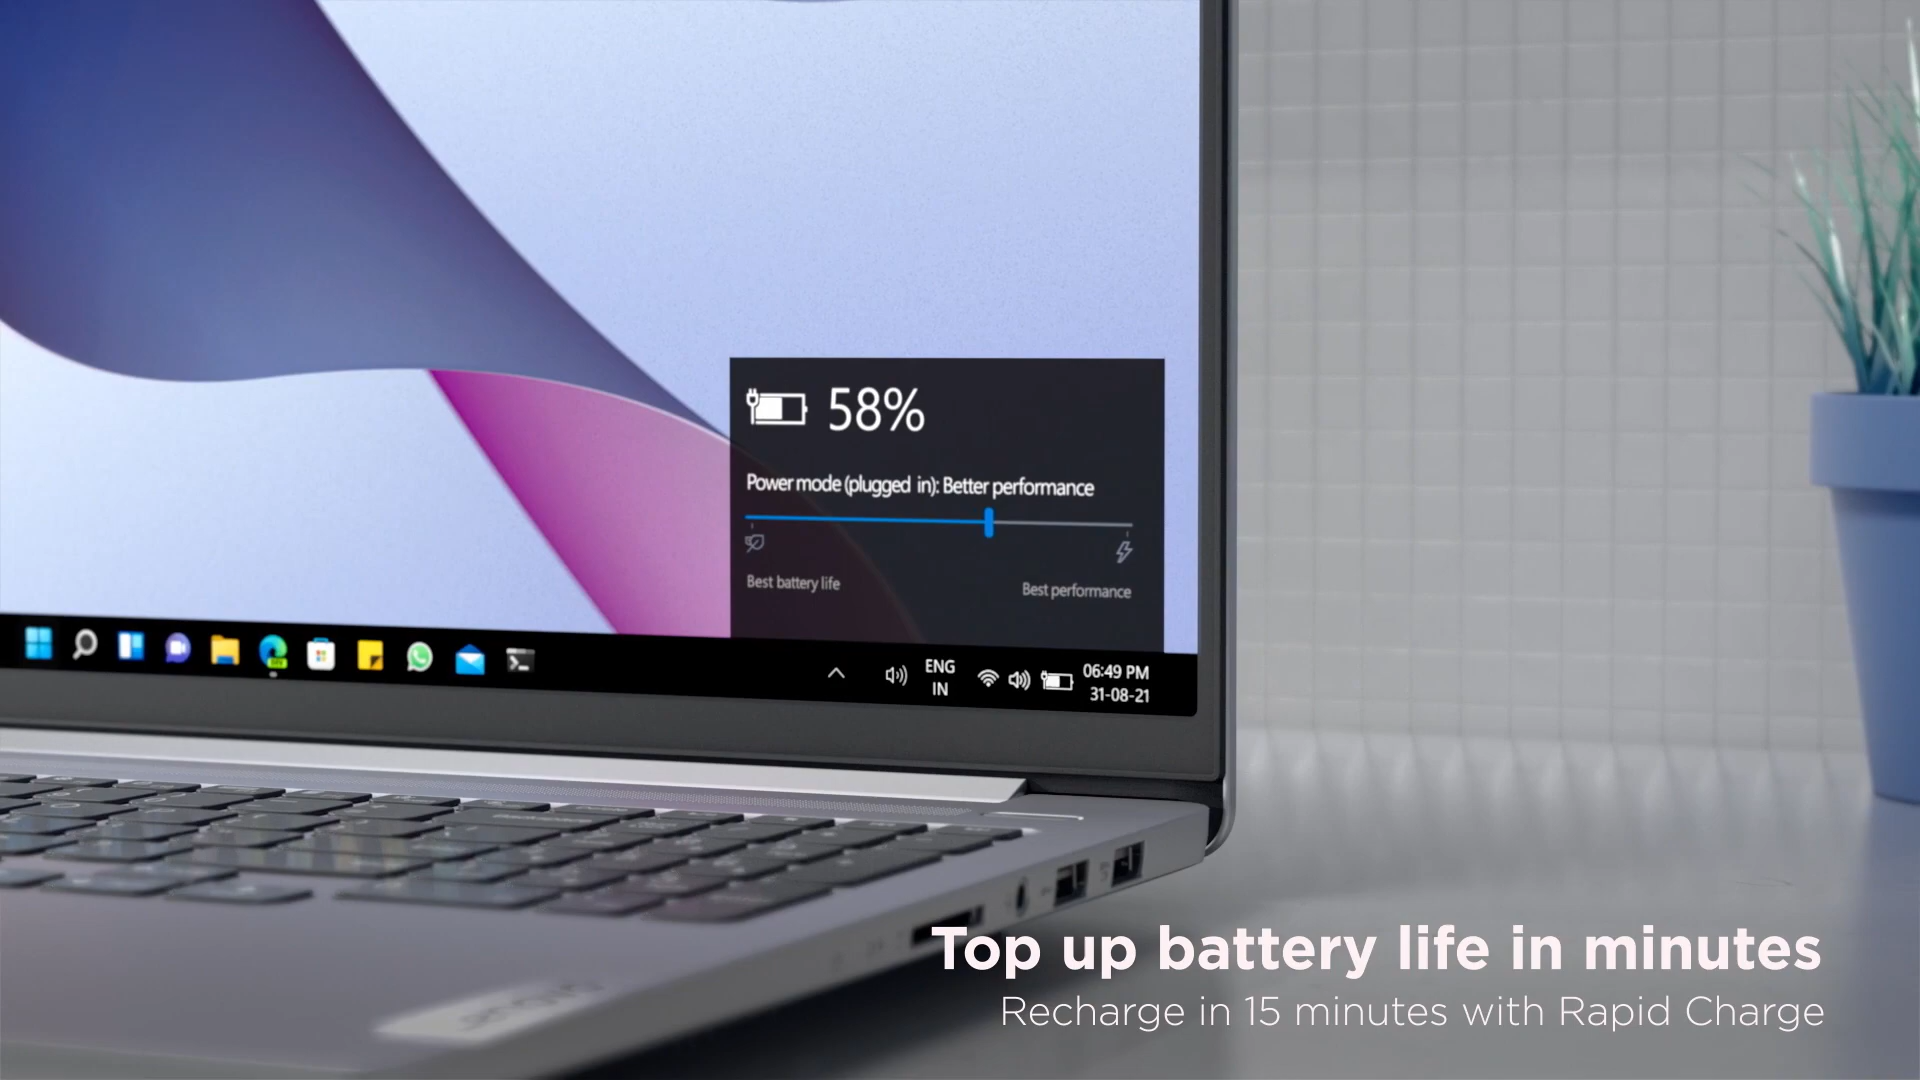 58%
Power mode (plugged in): Better performance
Best battery life
Best performance
ENG
IN
06:49 PM
31-08-21
Top up battery life in minutes
Recharge in 15 minutes with Rapid Charge